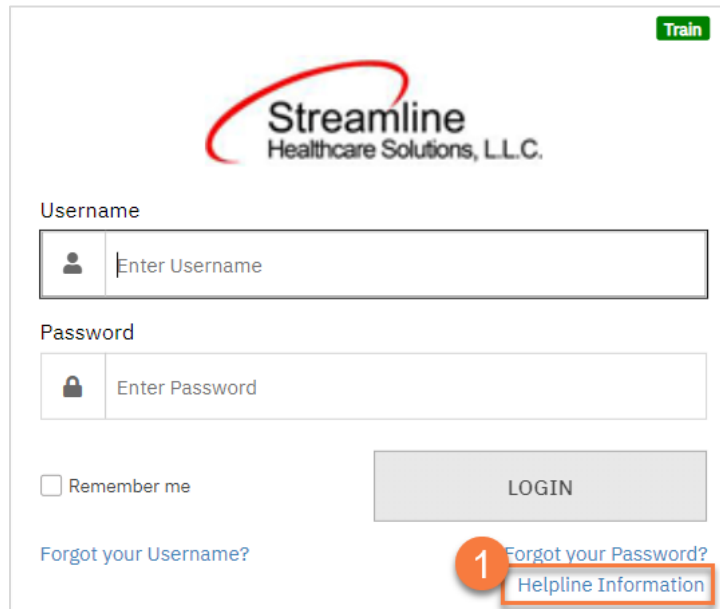 Train
Streamline
Healthcare Solutions, L.L.C.
Username
Enter Username
Password
Enter Password
Remember me
LOGIN
Forgot your Username?
Forgot your Password?
1
Helpline Information